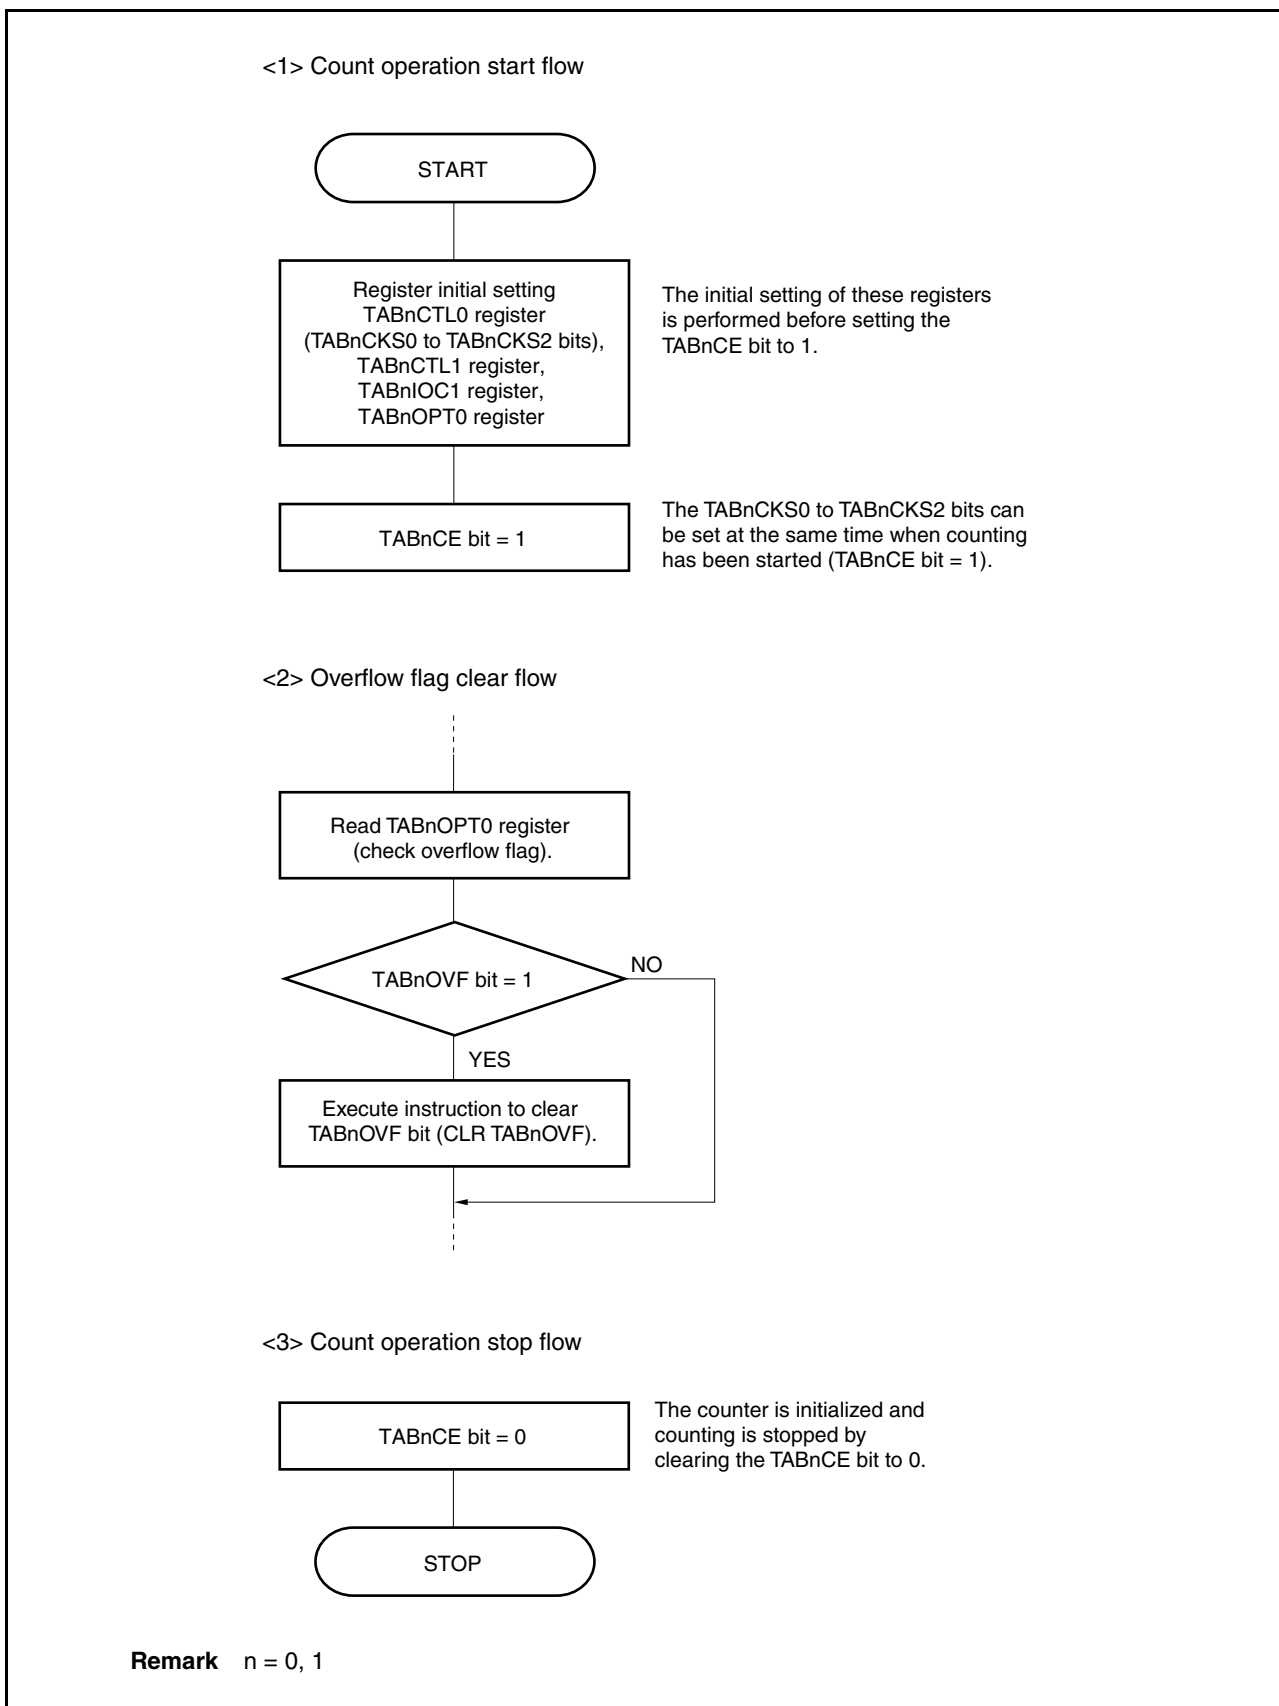 <1> Count operation start flow
START
Register initial setting
TABnCTL0 register
(TABnCKS0 to TABnCKS2 bits),
TABnCTL1 register,
TABnIOC1 register,
TABnOPT0 register
The initial setting of these registers
is performed before setting the
TABnCE bit to 1.
TABnCE bit = 1
The TABnCKS0 to TABnCKS2 bits can
be set at the same time when counting
has been started (TABnCE bit = 1).
<2> Overflow flag clear flow
Read TABnOPT0 register
(check overflow flag).
TABnOVF bit = 1
NO
YES
Execute instruction to clear
TABnOVF bit (CLR TABnOVF).
<3> Count operation stop flow
TABnCE bit = 0
The counter is initialized and
counting is stopped by
clearing the TABnCE bit to 0.
STOP
Remark n = 0, 1